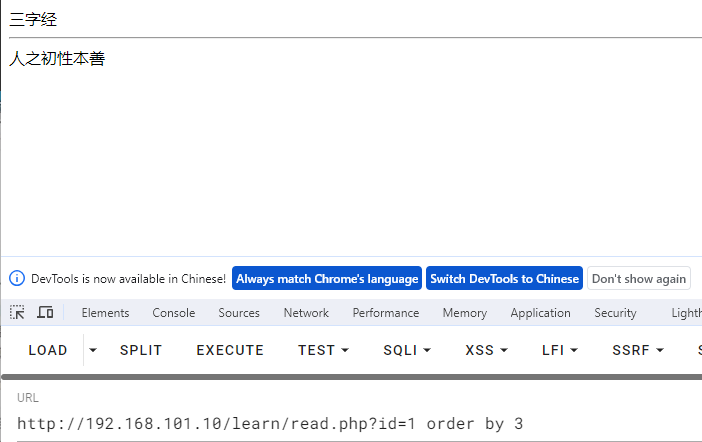 三字经
人之初性本善
DevTools is now available in Chinese! Always match Chrome's language Switch DevTools to Chinese Don't show again
Elements Console Sources Network Performance Memory Application Security Lighth
LOAD SPLIT EXECUTE TEST SQLI XSS LFI SSRF S
URL
http://192.168.101.10/learn/read.php?id=1 order by 3